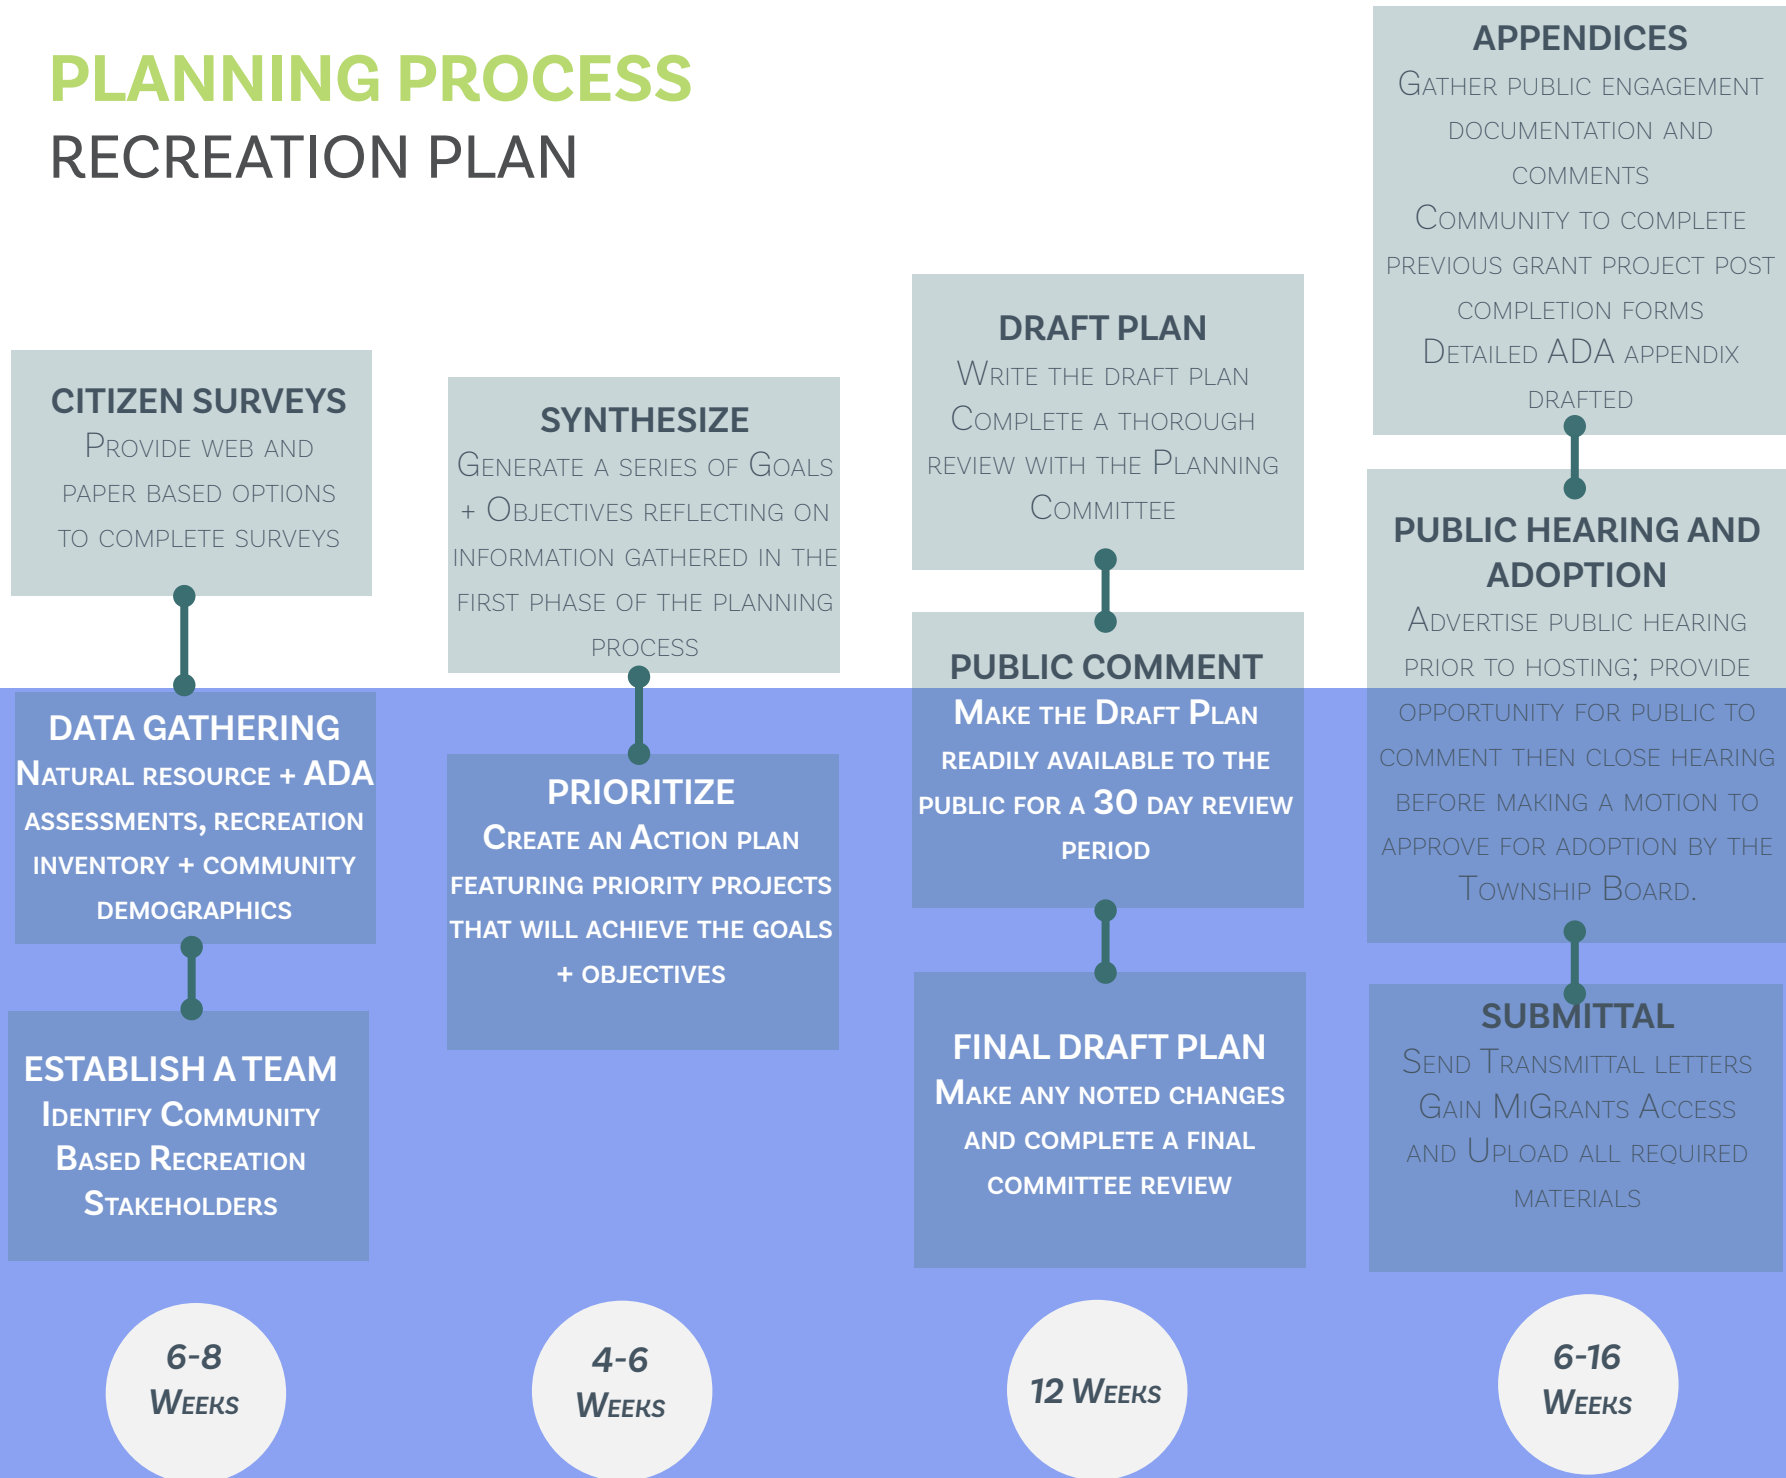 PLANNING PROCESS
RECREATION PLAN
CITIZEN SURVEYS
Provide web and
paper based options
to complete surveys
DATA GATHERING
Natural resource + ADA
assessments, recreation
inventory + community
demographics
ESTABLISH A TEAM
Identify Community
Based Recreation
Stakeholders
6-8
Weeks
SYNTHESIZE
Generate a series of Goals
+ Objectives reflecting on
information gathered in the
first phase of the planning
process
PRIORITIZE
Create an Action plan
featuring priority projects
that will achieve the goals
+ objectives
4-6
Weeks
DRAFT PLAN
Write the draft plan
Complete a thorough
review with the Planning
Committee
PUBLIC COMMENT
Make the Draft Plan
readily available to the
public for a 30 day review
period
FINAL DRAFT PLAN
Make any noted changes
and complete a final
committee review
12 Weeks
APPENDICES
Gather public engagement
documentation and
comments
Community to complete
previous grant project post
completion forms
Detailed ADA appendix
drafted
PUBLIC HEARING AND
ADOPTION
Advertise public hearing
prior to hosting; provide
opportunity for public to
comment then close hearing
before making a motion to
approve for adoption by the
Township Board.
SUBMITTAL
Send Transmittal letters
Gain MiGrants Access
and Upload all required
materials
6-16
Weeks